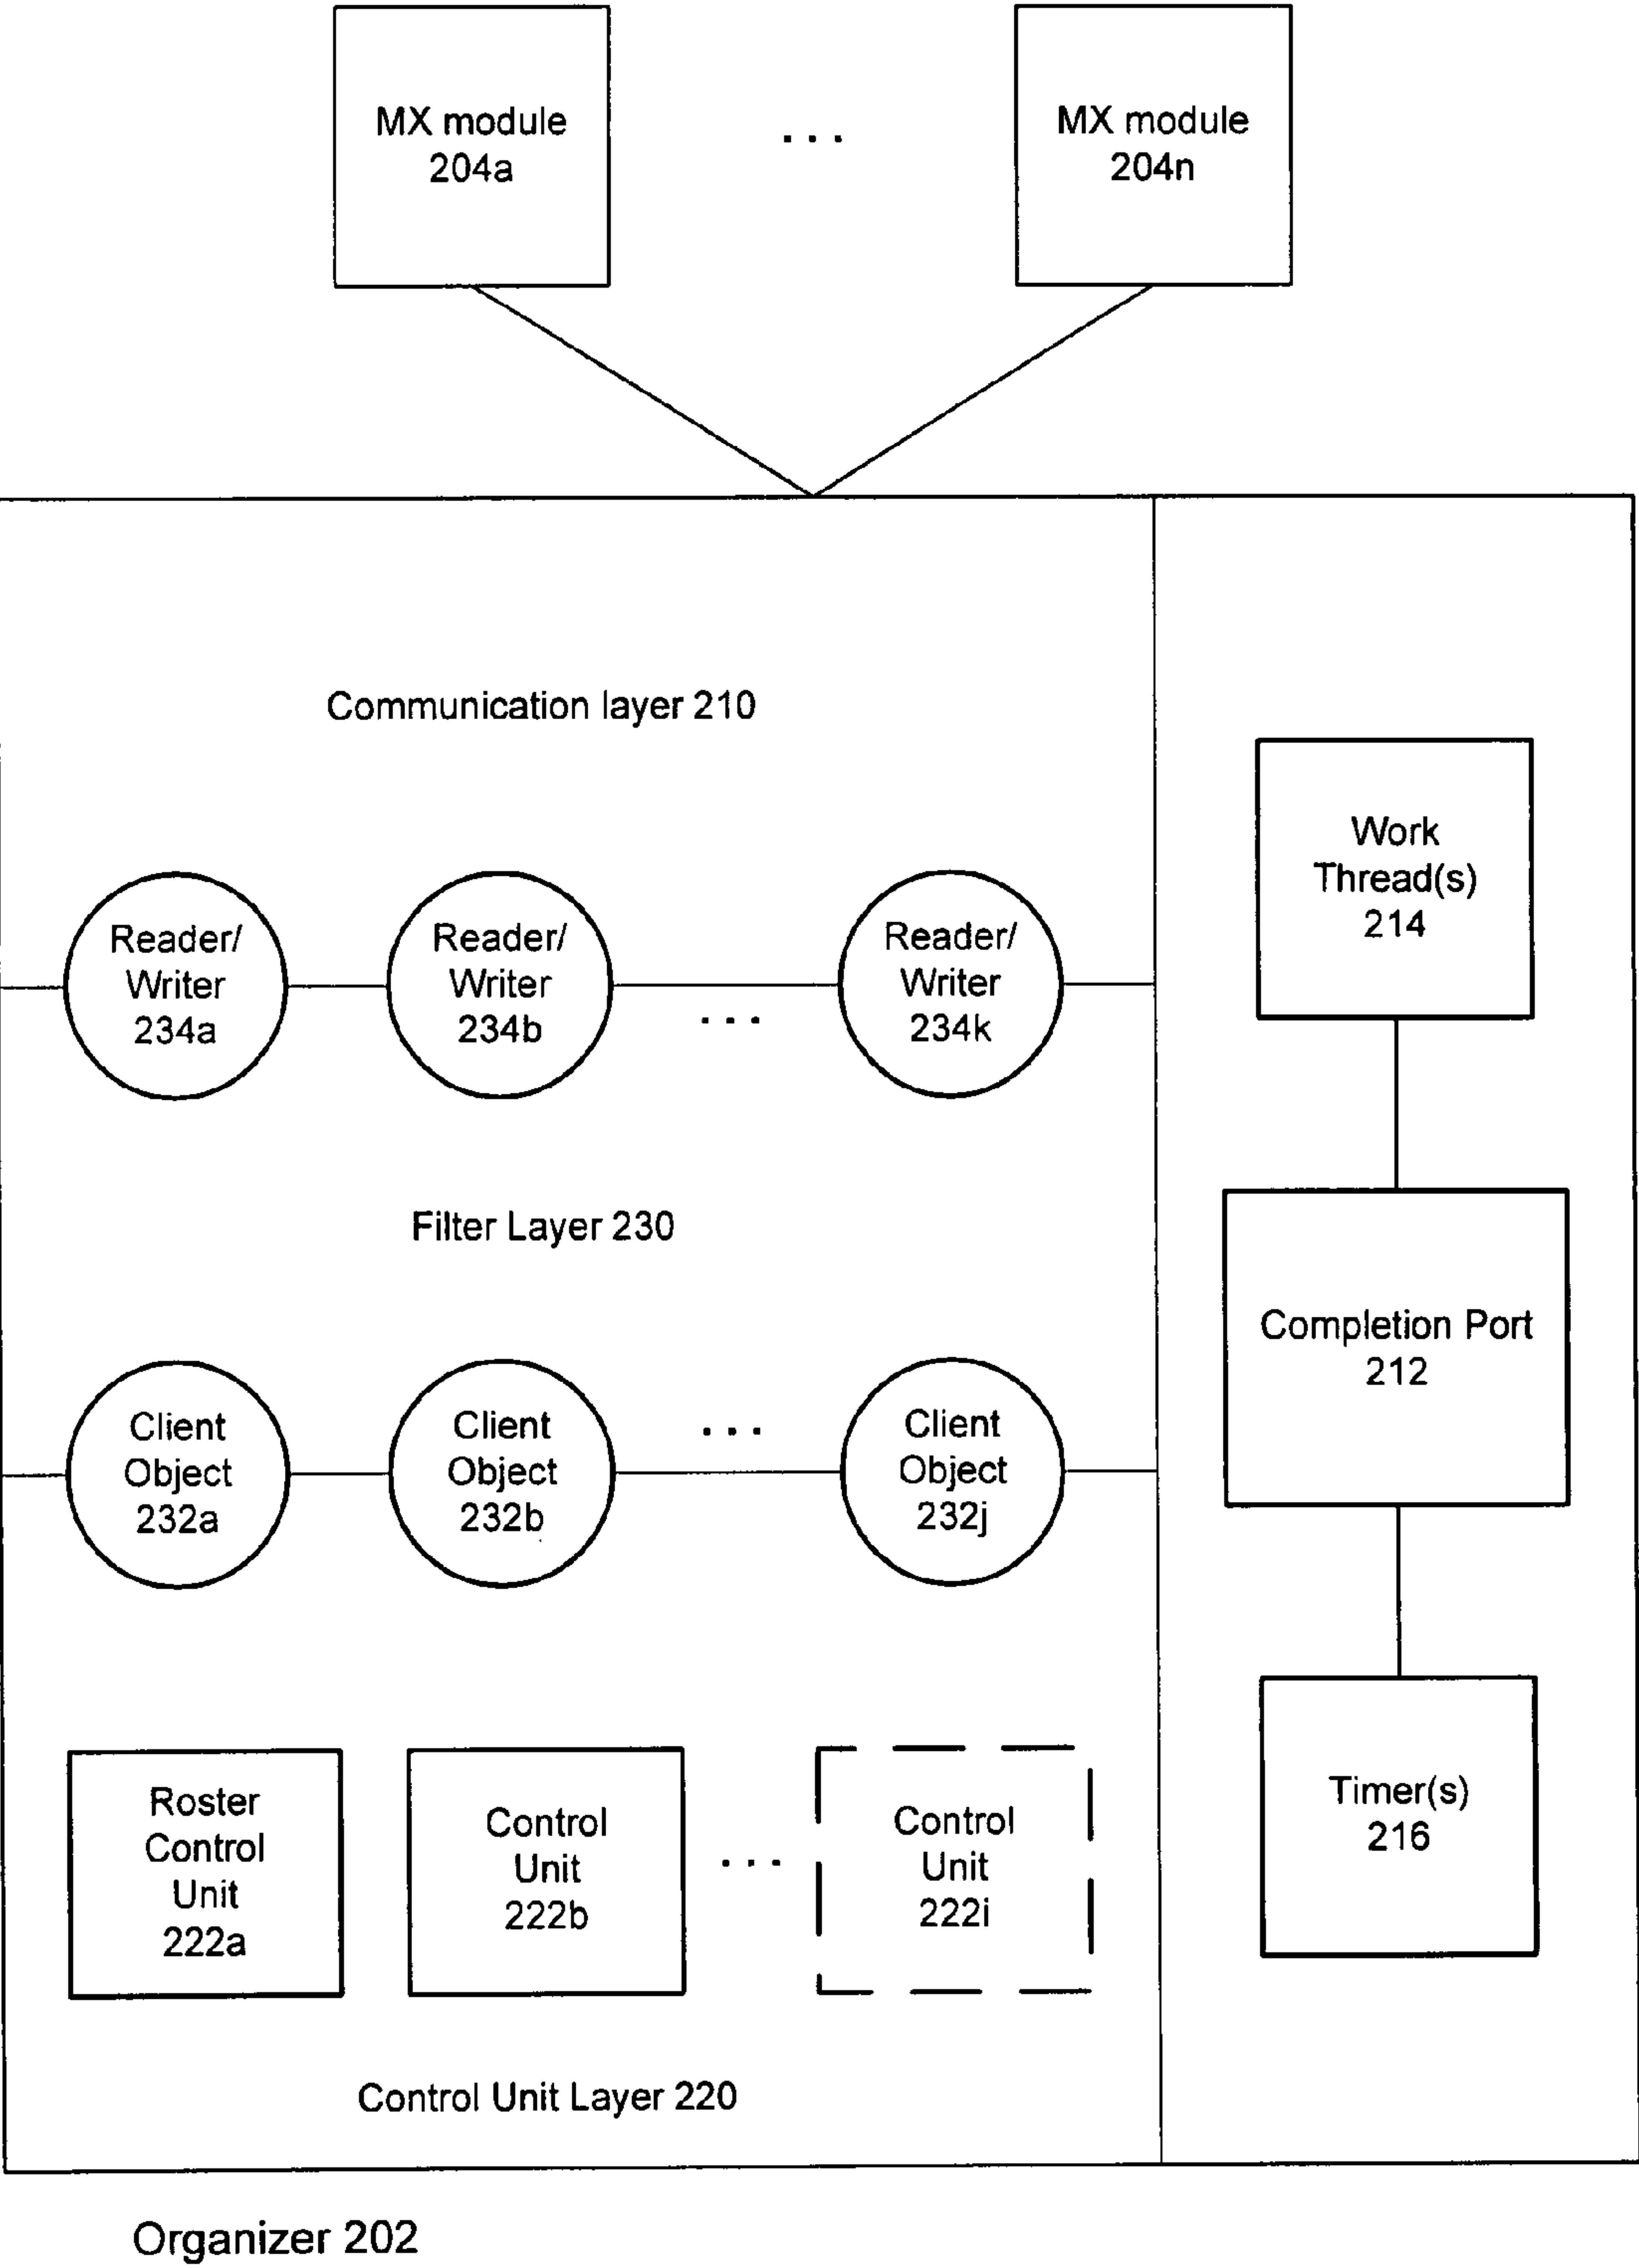 MX module
204a
...
MX module
204n
Communication layer 210
Reader/
Writer
234a
Reader/
Writer
234b
...
Reader/
Writer
234k
Filter Layer 230
Client
Object
232a
Client
Object
232b
...
Client
Object
232j
Roster
Control
Unit
222a
Control
Unit
222b
...
Control
Unit
222i
Control Unit Layer 220
Work
Thread(s)
214
Completion Port
212
Timer(s)
216
Organizer 202